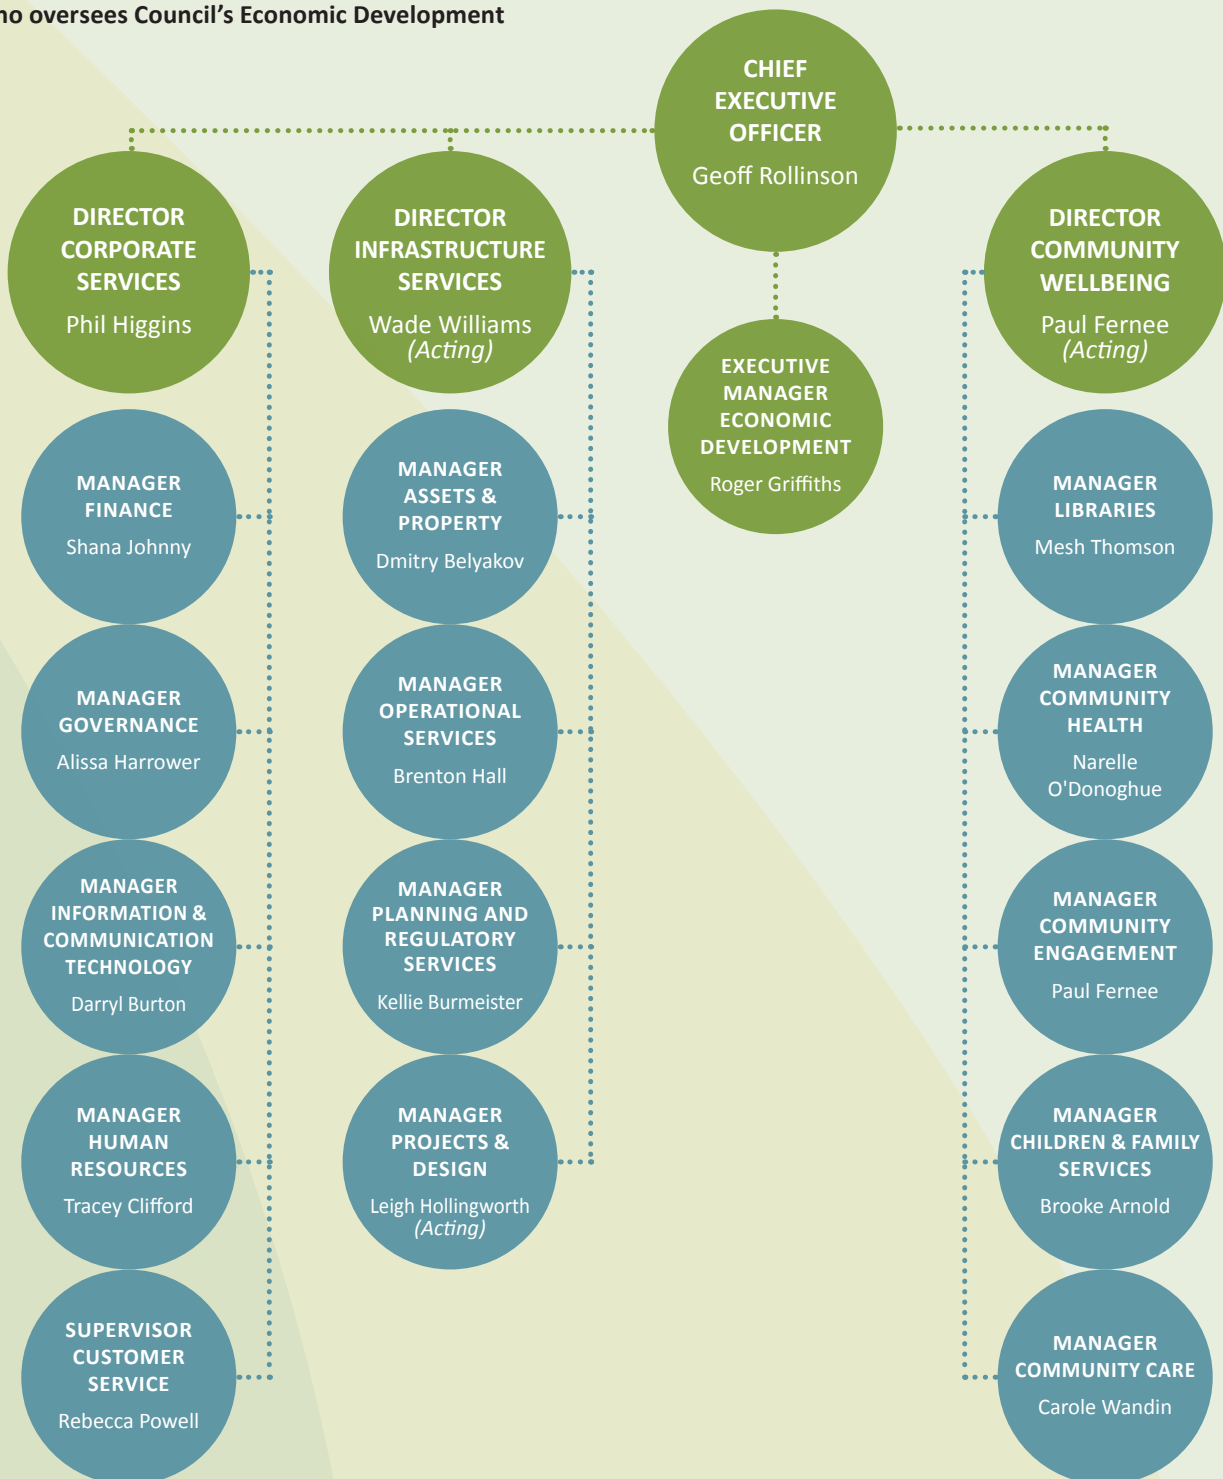 no oversees Council's Economic Development
CHIEF
EXECUTIVE
OFFICER
Geoff Rollinson
DIRECTOR
CORPORATE
SERVICES
Phil Higgins
DIRECTOR
INFRASTRUCTURE
SERVICES
Wade Williams
(Acting)
DIRECTOR
COMMUNITY
WELLBEING
Paul Fernee
(Acting)
EXECUTIVE
MANAGER
ECONOMIC
DEVELOPMENT
Roger Griffiths
MANAGER
FINANCE
Shana Johnny
MANAGER
GOVERNANCE
Alissa Harrower
MANAGER
INFORMATION &
COMMUNICATION
TECHNOLOGY
Darryl Burton
MANAGER
HUMAN
RESOURCES
Tracey Clifford
SUPERVISOR
CUSTOMER
SERVICE
Rebecca Powell
MANAGER
ASSETS &
PROPERTY
Dmitry Belyakov
MANAGER
OPERATIONAL
SERVICES
Brenton Hall
MANAGER
PLANNING AND
REGULATORY
SERVICES
Kellie Burmeister
MANAGER
PROJECTS &
DESIGN
Leigh Hollingworth
(Acting)
MANAGER
LIBRARIES
Mesh Thomson
MANAGER
COMMUNITY
HEALTH
Narelle
O'Donoghue
MANAGER
COMMUNITY
ENGAGEMENT
Paul Fernee
MANAGER
CHILDREN & FAMILY
SERVICES
Brooke Arnold
MANAGER
COMMUNITY CARE
Carole Wandin